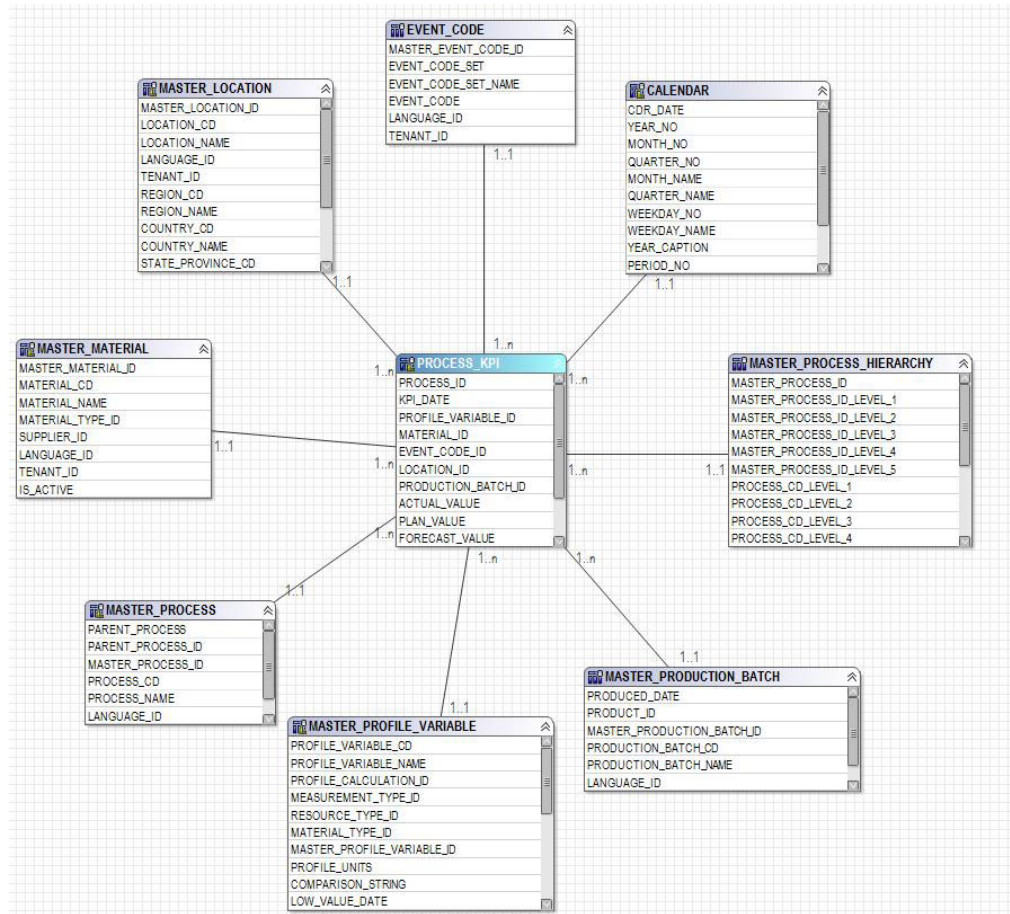 EVENT_CODE
MASTER_EVENT_CODE_ID
EVENT_CODE_SET
EVENT_CODE_SET_NAME
EVENT_CODE
LANGUAGE_ID
TENANT_ID
1..1
MASTER_LOCATION
MASTER_LOCATION_ID
LOCATION_CD
LOCATION_NAME
LANGUAGE_ID
TENANT_ID
REGION_CD
REGION_NAME
COUNTRY_CD
COUNTRY_NAME
STATE_PROVINCE_CD
1..1
CALENDAR
CDR_DATE
YEAR_NO
MONTH_NO
QUARTER_NO
MONTH_NAME
QUARTER_NAME
WEEKDAY_NO
WEEKDAY_NAME
YEAR_CAPTION
PERIOD_NO
1..1
MASTER_MATERIAL
MASTER_MATERIAL_ID
MATERIAL_CD
MATERIAL_NAME
MATERIAL_TYPE_ID
SUPPLIER_ID
LANGUAGE_ID
TENANT_ID
IS_ACTIVE
1..1
1..n
1..n
1..n
1..n
1..n
PROCESS_KPI
PROCESS_ID
KPI_DATE
PROFILE_VARIABLE_ID
MATERIAL_ID
EVENT_CODE_ID
LOCATION_ID
PRODUCTION_BATCH_ID
ACTUAL_VALUE
PLAN_VALUE
FORECAST_VALUE
1..n
1..n
1..n
1..1
MASTER_PROCESS_HIERARCHY
MASTER_PROCESS_ID
MASTER_PROCESS_ID_LEVEL_1
MASTER_PROCESS_ID_LEVEL_2
MASTER_PROCESS_ID_LEVEL_3
MASTER_PROCESS_ID_LEVEL_4
MASTER_PROCESS_ID_LEVEL_5
PROCESS_CD_LEVEL_1
PROCESS_CD_LEVEL_2
PROCESS_CD_LEVEL_3
PROCESS_CD_LEVEL_4
1..1
MASTER_PROCESS
PARENT_PROCESS
PARENT_PROCESS_ID
MASTER_PROCESS_ID
PROCESS_CD
PROCESS_NAME
LANGUAGE_ID
1..1
MASTER_PROFILE_VARIABLE
PROFILE_VARIABLE_CD
PROFILE_VARIABLE_NAME
PROFILE_CALCULATION_ID
MEASUREMENT_TYPE_ID
RESOURCE_TYPE_ID
MATERIAL_TYPE_ID
MASTER_PROFILE_VARIABLE_ID
PROFILE_UNITS
COMPARISON_STRING
LOW_VALUE_DATE
1..1
MASTER_PRODUCTION_BATCH
PRODUCED_DATE
PRODUCT_ID
MASTER_PRODUCTION_BATCH_ID
PRODUCTION_BATCH_CD
PRODUCTION_BATCH_NAME
LANGUAGE_ID